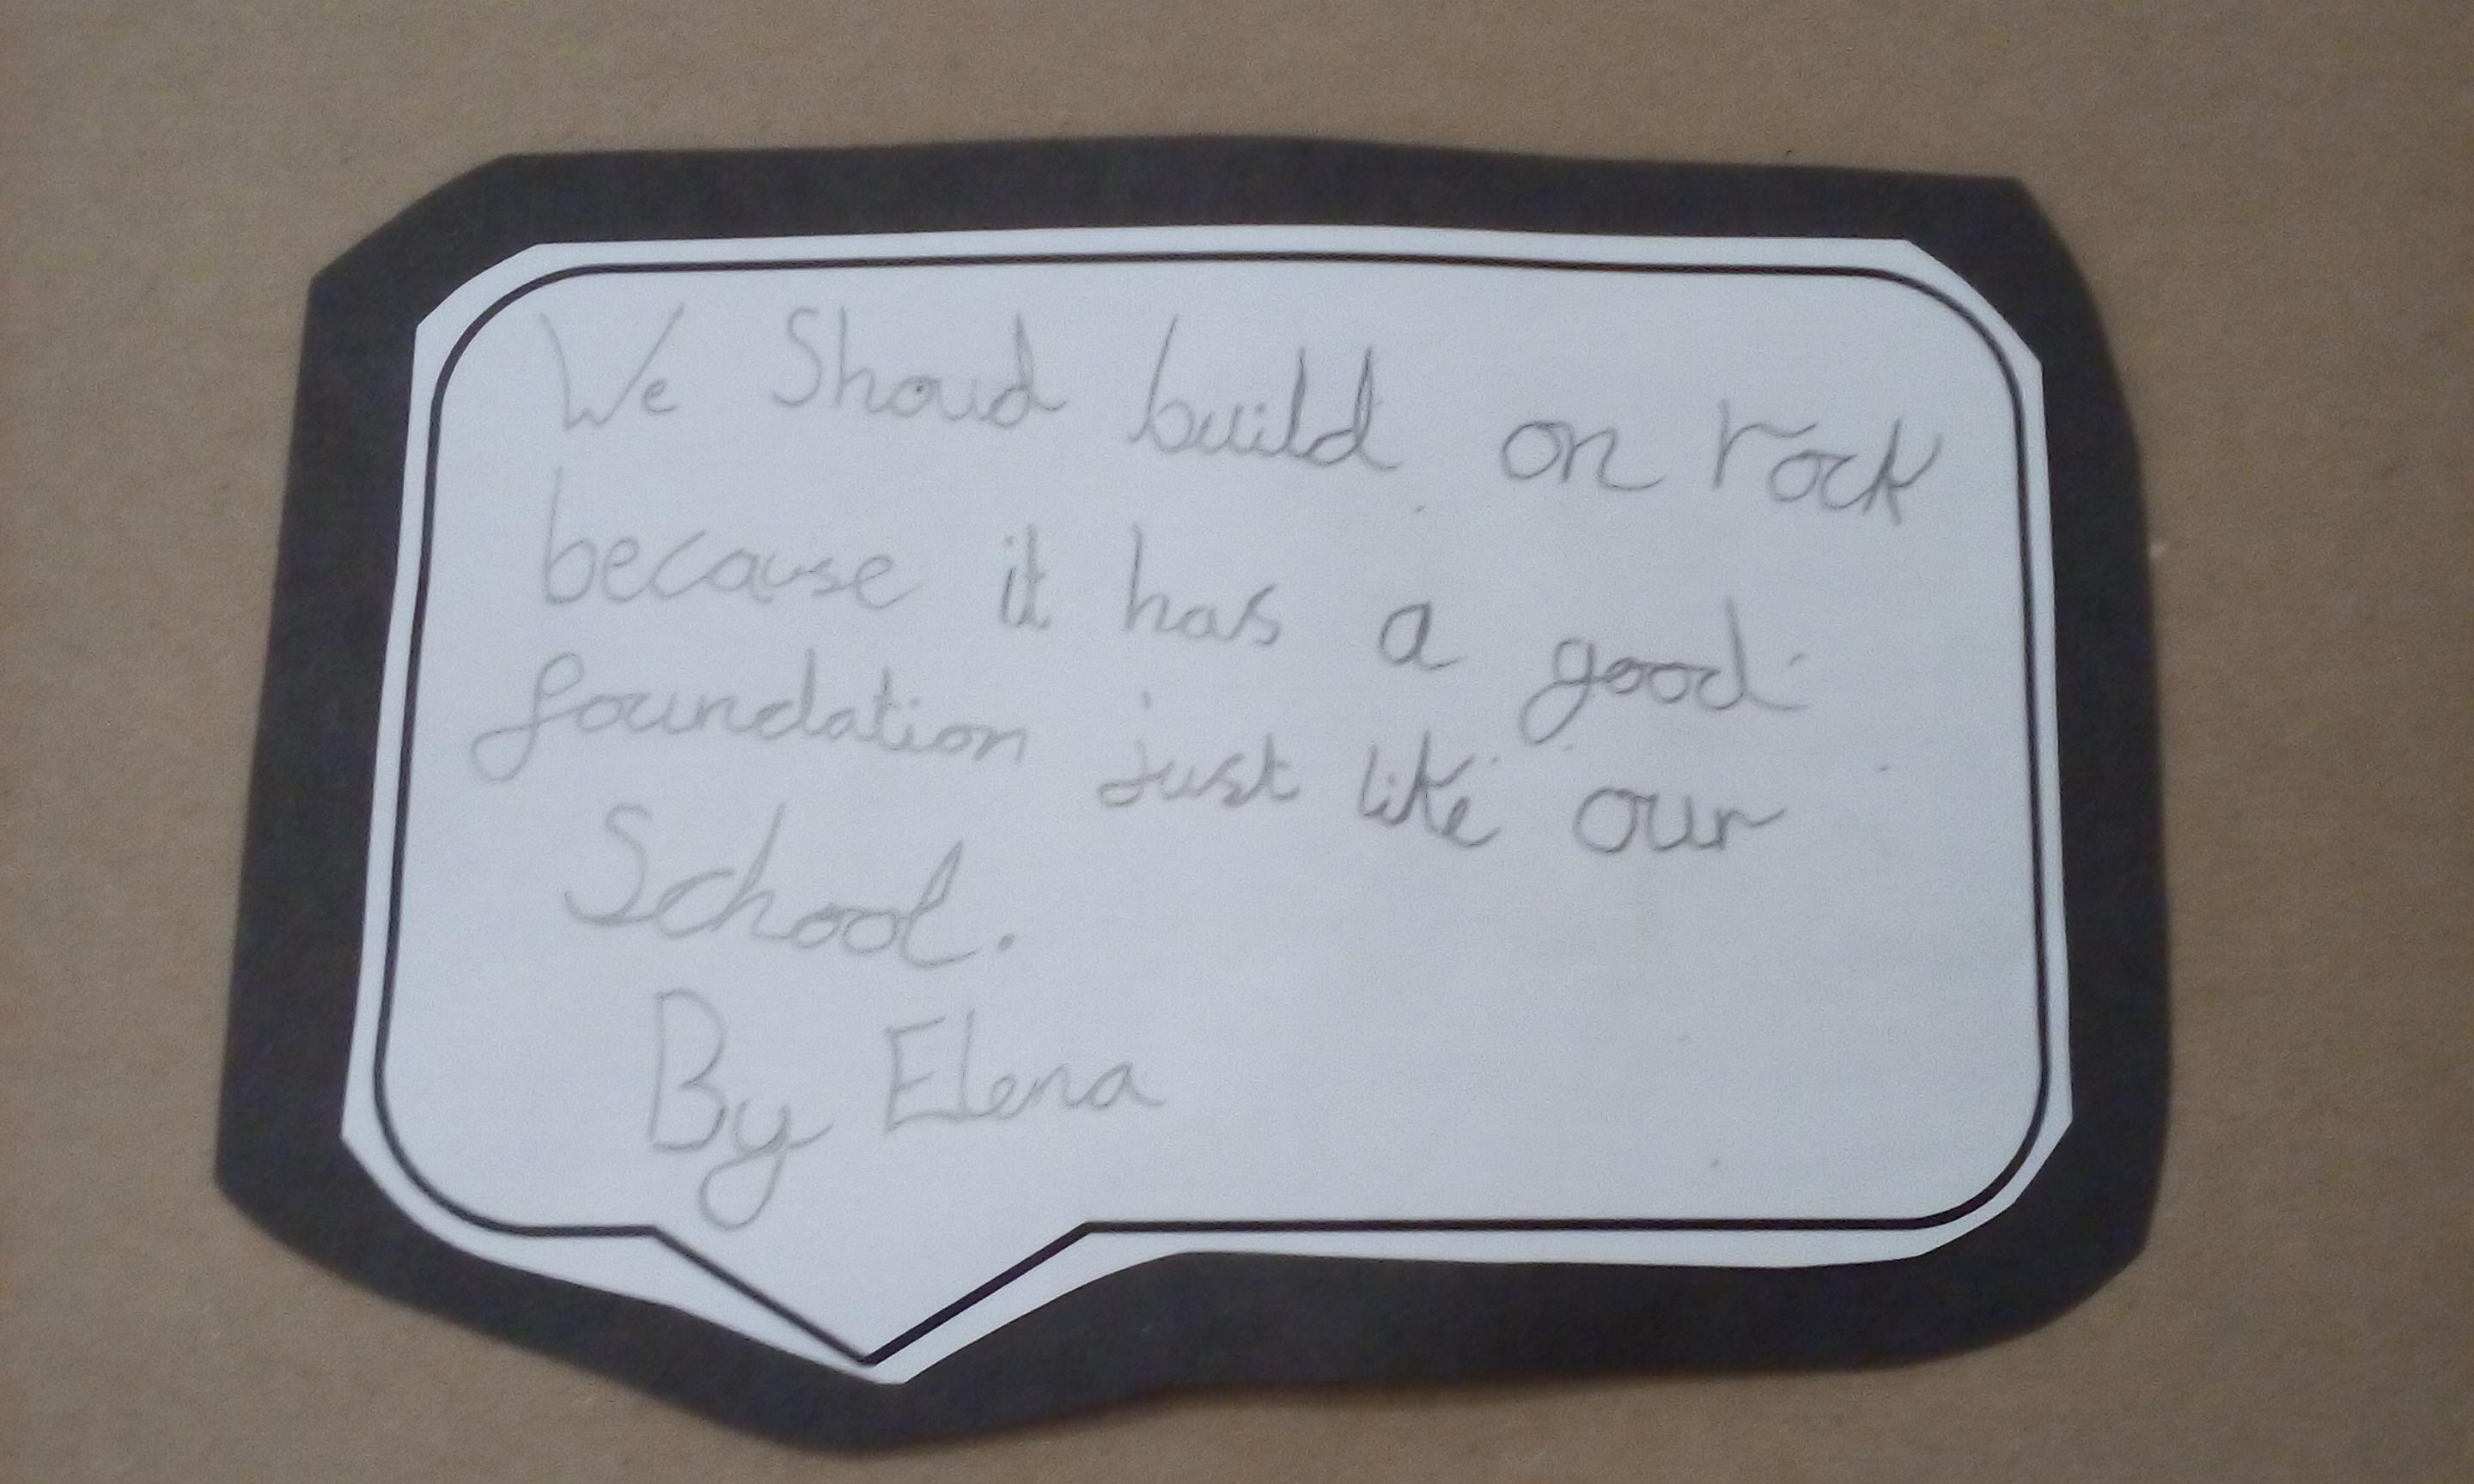 We Shoud build on rock
because it has a good
foundation just like our
School.
By Elena